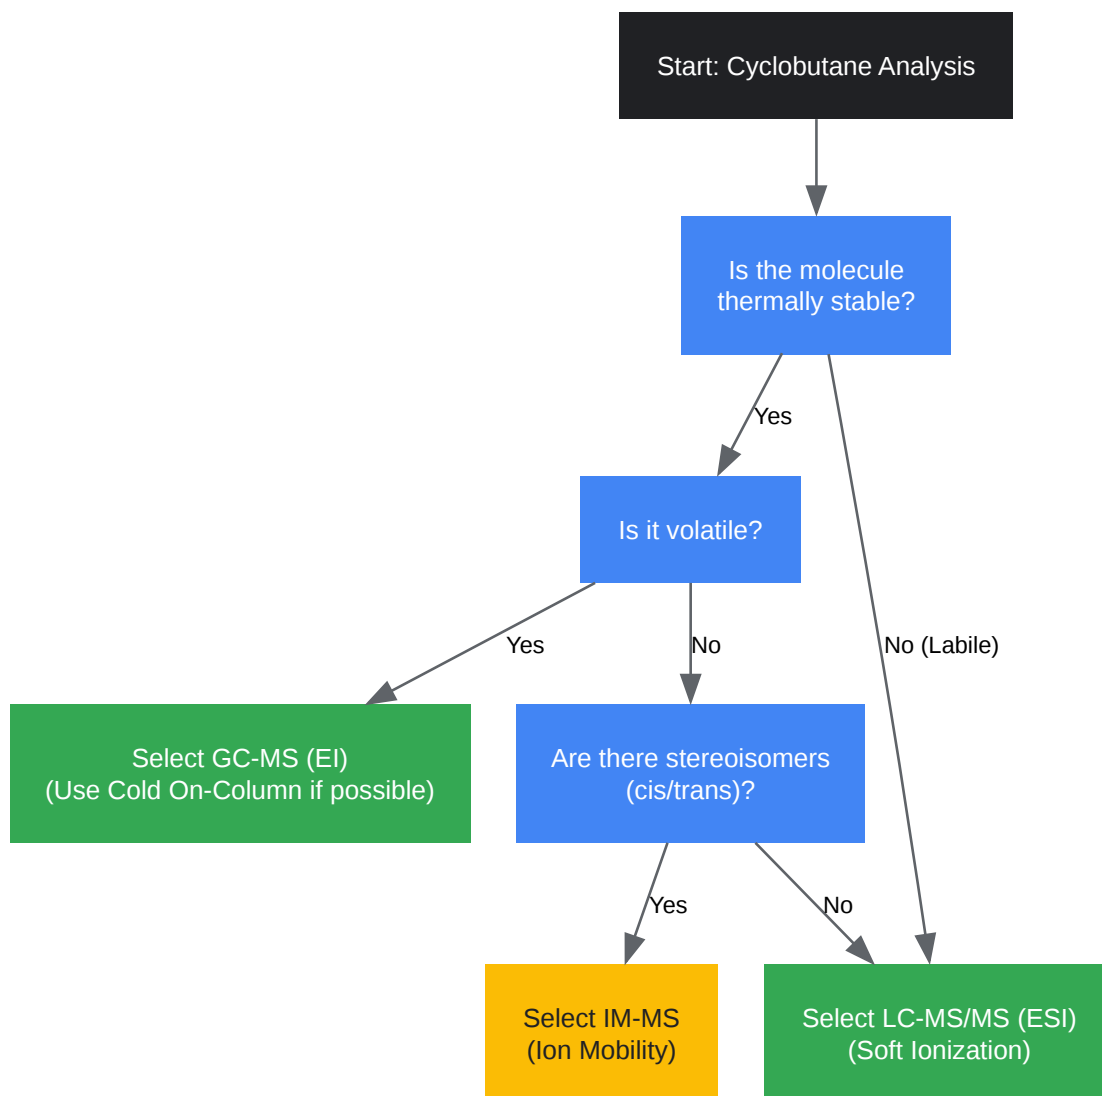 Start: Cyclobutane Analysis
Is the molecule
thermally stable?
Yes
Is it volatile?
Yes
No
No (Labile)
Select GC-MS (EI)
(Use Cold On-Column if possible)
Are there stereoisomers
(cis/trans)?
Yes
No
Select IM-MS
(Ion Mobility)
Select LC-MS/MS (ESI)
(Soft Ionization)